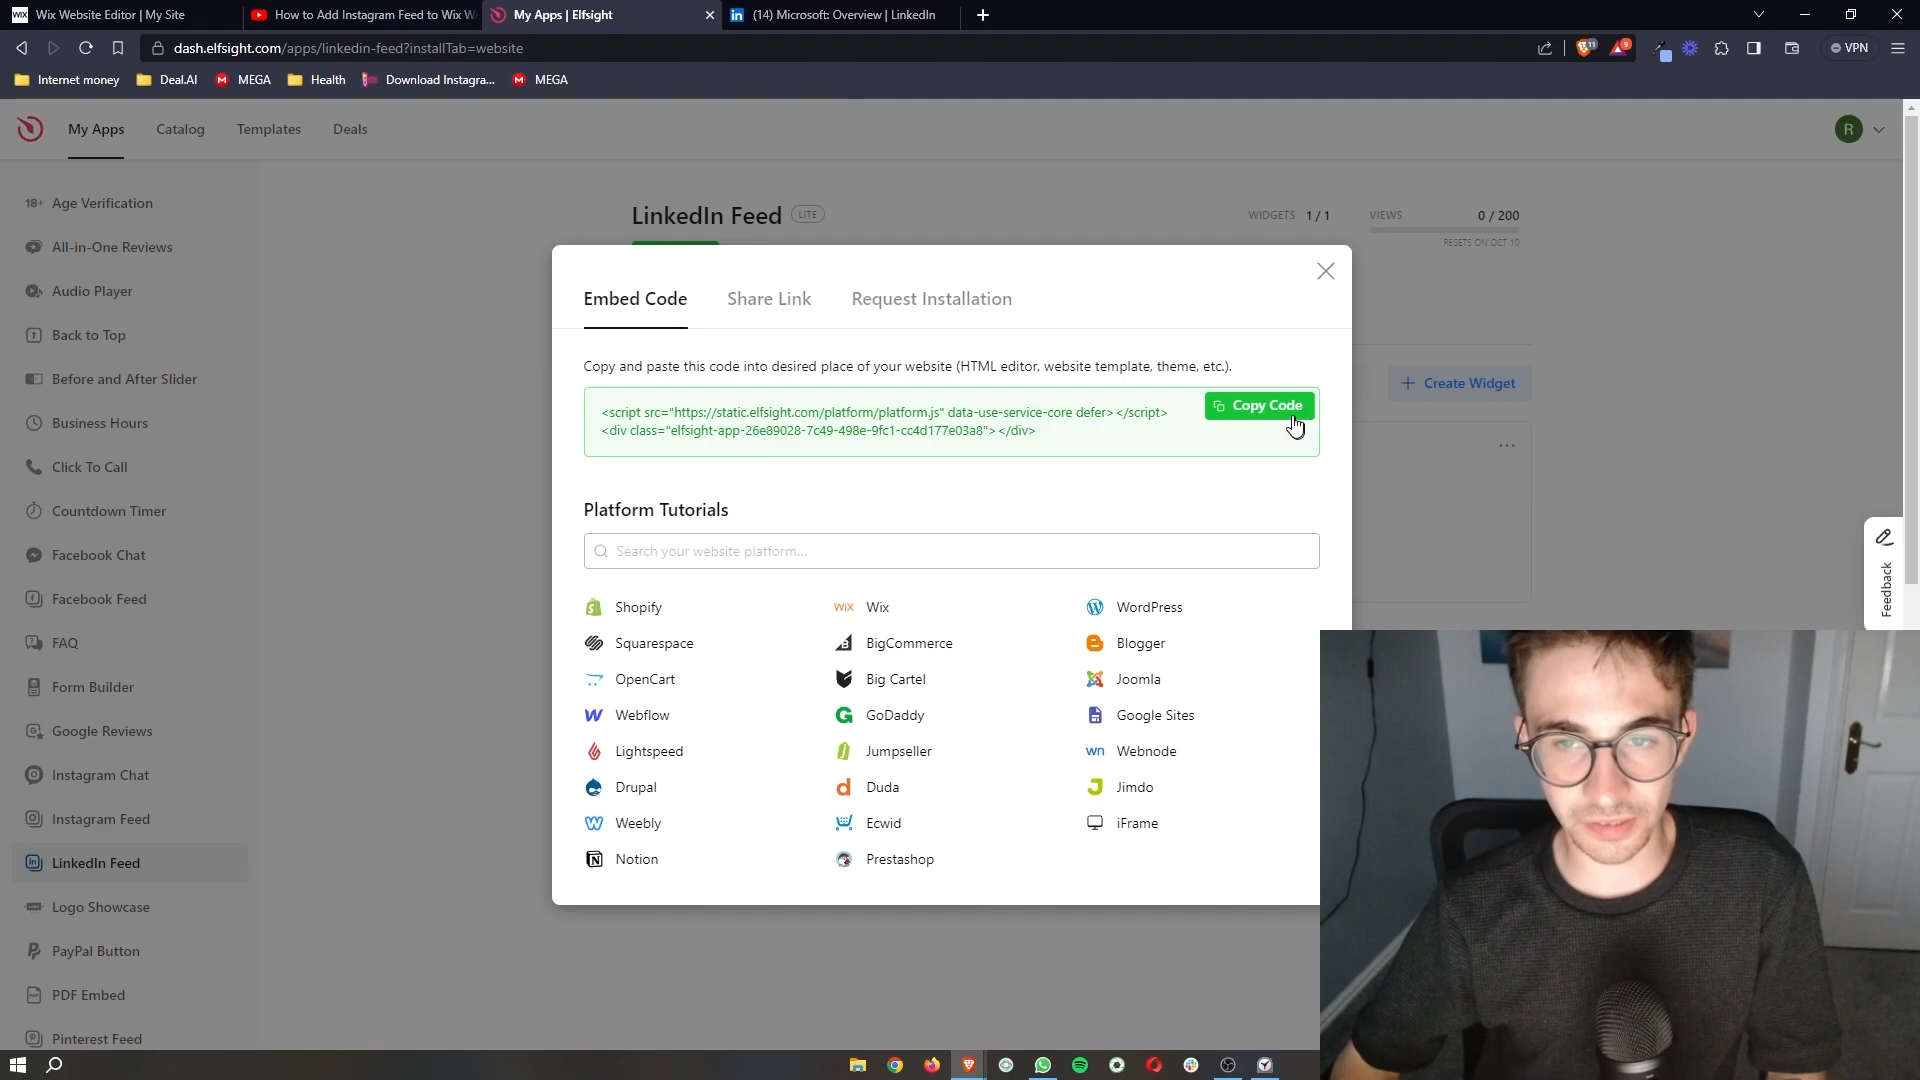 WIX Wix Website Editor | My Site
How to Add Instagram Feed to Wix W
My Apps | Elfsight
(14) Microsoft: Overview | LinkedIn
dash.elfsight.com/apps/linkedin-feed?installTab=website
VPN
Internet money
Deal.AI
MEGA
Health
Download Instagra...
MEGA
My Apps
Catalog
Templates
Deals
R
18+ Age Verification
All-in-One Reviews
Audio Player
Back to Top
Before and After Slider
Business Hours
Click To Call
Countdown Timer
Facebook Chat
Facebook Feed
FAQ
Form Builder
Google Reviews
Instagram Chat
Instagram Feed
LinkedIn Feed
Logo Showcase
PayPal Button
PDF Embed
Pinterest Feed
LinkedIn Feed LITE
WIDGETS 1 / 1
VIEWS 0 / 200
RESETS ON OCT 10
Create Widget
Embed Code
Share Link
Request Installation
Copy and paste this code into desired place of your website (HTML editor, website template, theme, etc.).
<script src="https://static.elfsight.com/platform/platform.js" data-use-service-core defer></script>
<div class="elfsight-app-26e89028-7c49-498e-9fc1-cc4d177e03a8"></div>
Copy Code
Platform Tutorials
Search your website platform...
Shopify
WiX Wix
WordPress
Squarespace
BigCommerce
Blogger
OpenCart
Big Cartel
Joomla
Webflow
GoDaddy
Google Sites
Lightspeed
Jumpseller
wn Webnode
Drupal
Duda
Jimdo
Weebly
Ecwid
iFrame
Notion
Prestashop
Feedback